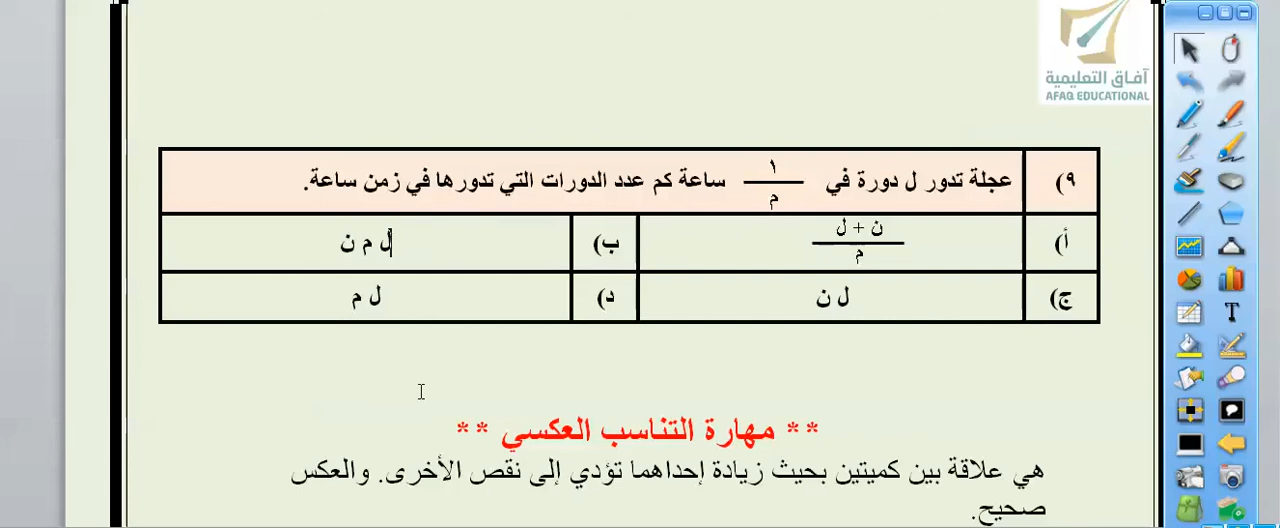 آفاق التعليمية
AFAQ EDUCATIONAL
٩) عجلة تدور ل دورة في ١/م ساعة كم عدد الدورات التي تدورها في زمن ساعة.
أ) ن + ل/م ب) ل م ن
ج) ل ن د) ل م
** مهارة التناسب العكسي **
هي علاقة بين كميتين بحيث زيادة إحداهما تؤدي إلى نقص الأخرى. والعكس
صحيح.